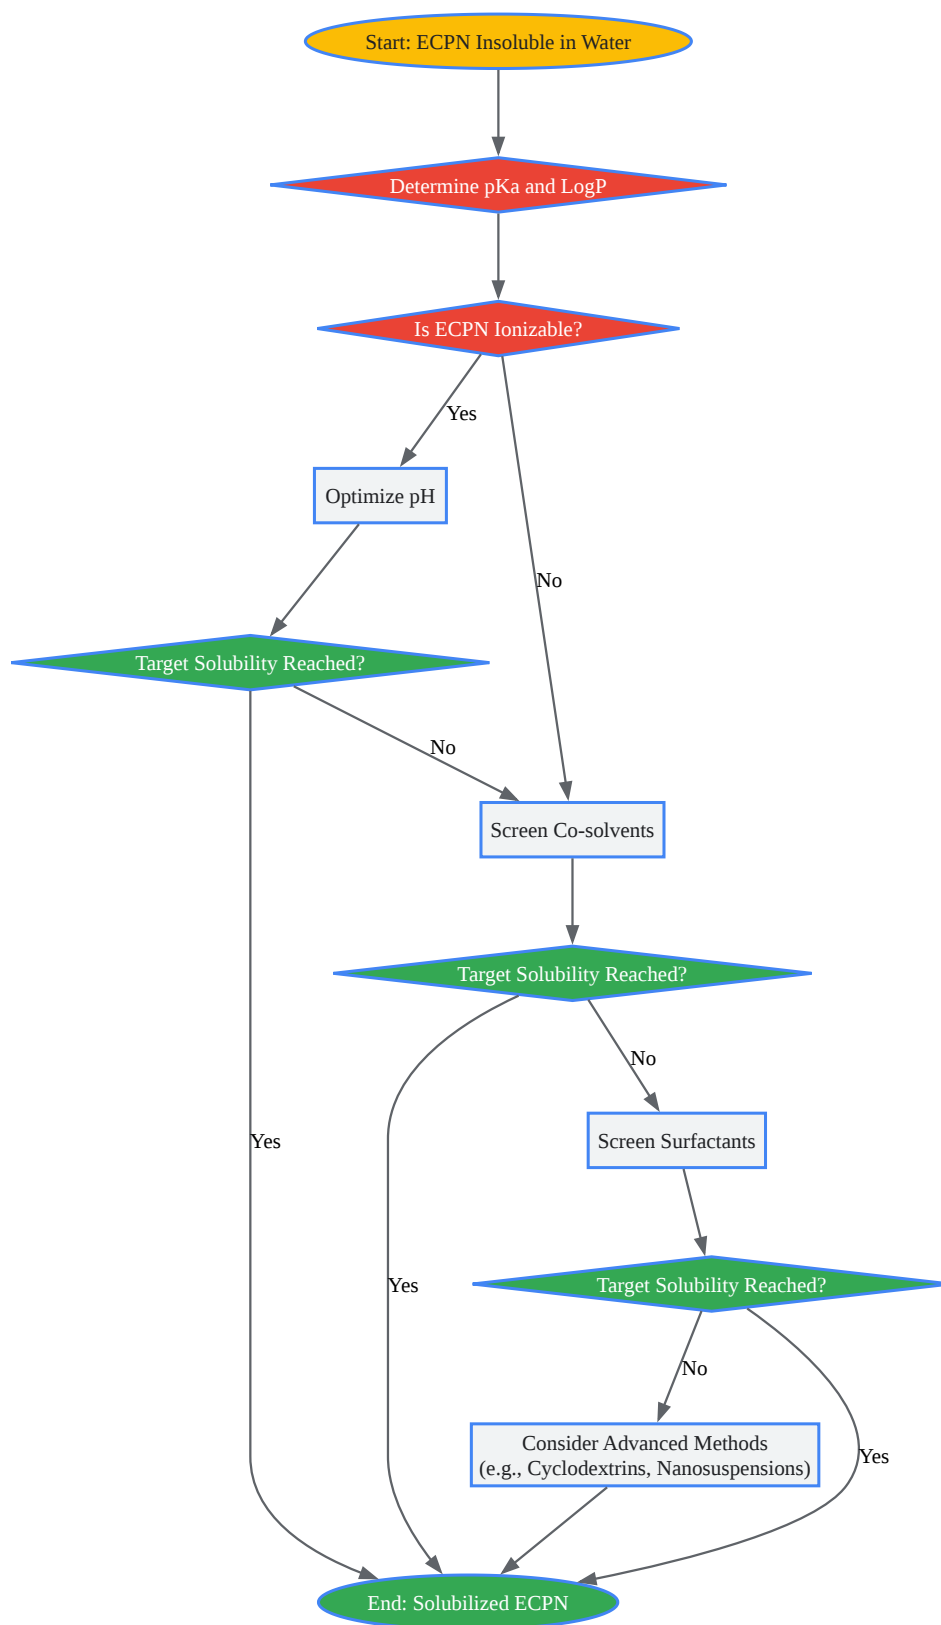 Start: ECPN Insoluble in Water
Determine pKa and LogP
Is ECPN Ionizable?
Yes
Optimize pH
No
Target Solubility Reached?
No
Screen Co-solvents
Target Solubility Reached?
No
Screen Surfactants
Yes
Target Solubility Reached?
Yes
No
Consider Advanced Methods
(e.g., Cyclodextrins, Nanosuspensions)
Yes
End: Solubilized ECPN